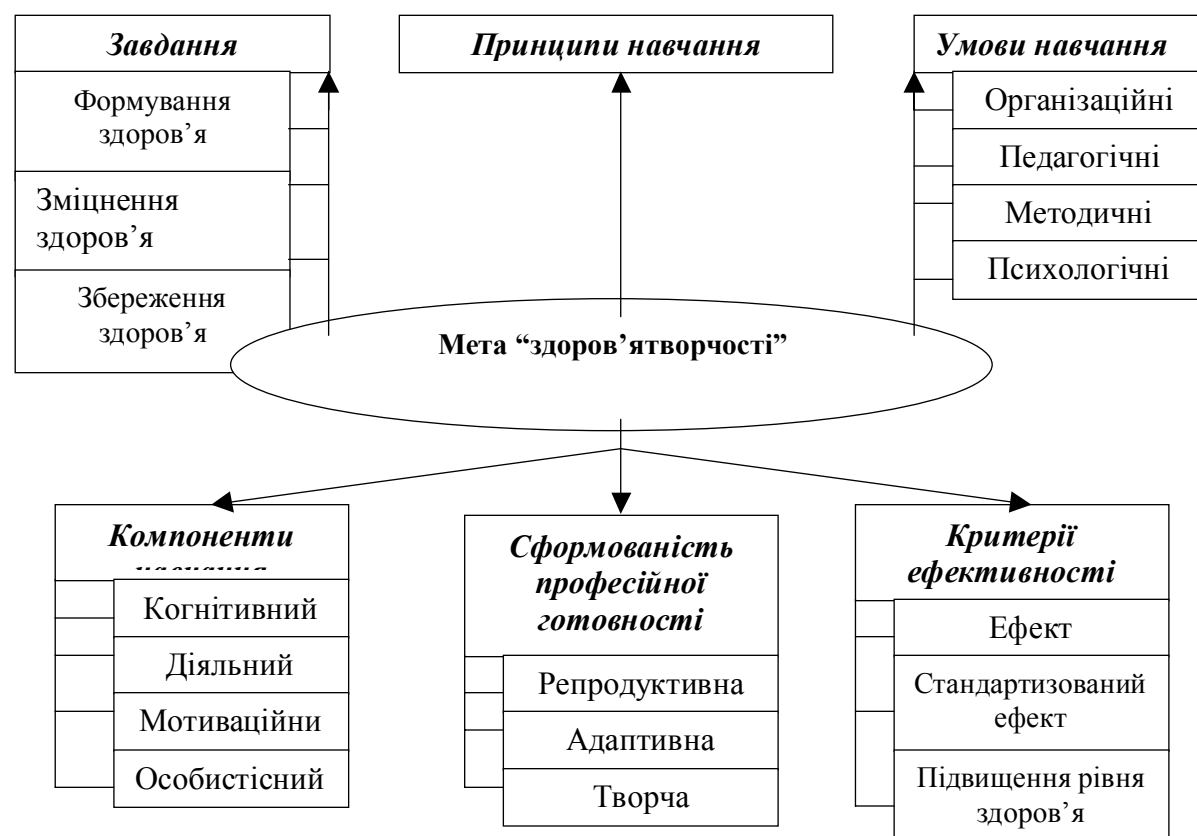 Завдання
Формування
здоров’я
Зміцнення
здоров’я
Збереження
здоров’я
Принципи навчання
Умови навчання
Організаційні
Педагогічні
Методичні
Психологічні
Мета “здоров’ятворчості”
Компоненти
Когнітивний
Діяльний
Мотиваційни
Особистісний
Сформованість
професійної
готовності
Репродуктивна
Адаптивна
Творча
Критерії
ефективності
Ефект
Стандартизований
ефект
Підвищення рівня
здоров’я